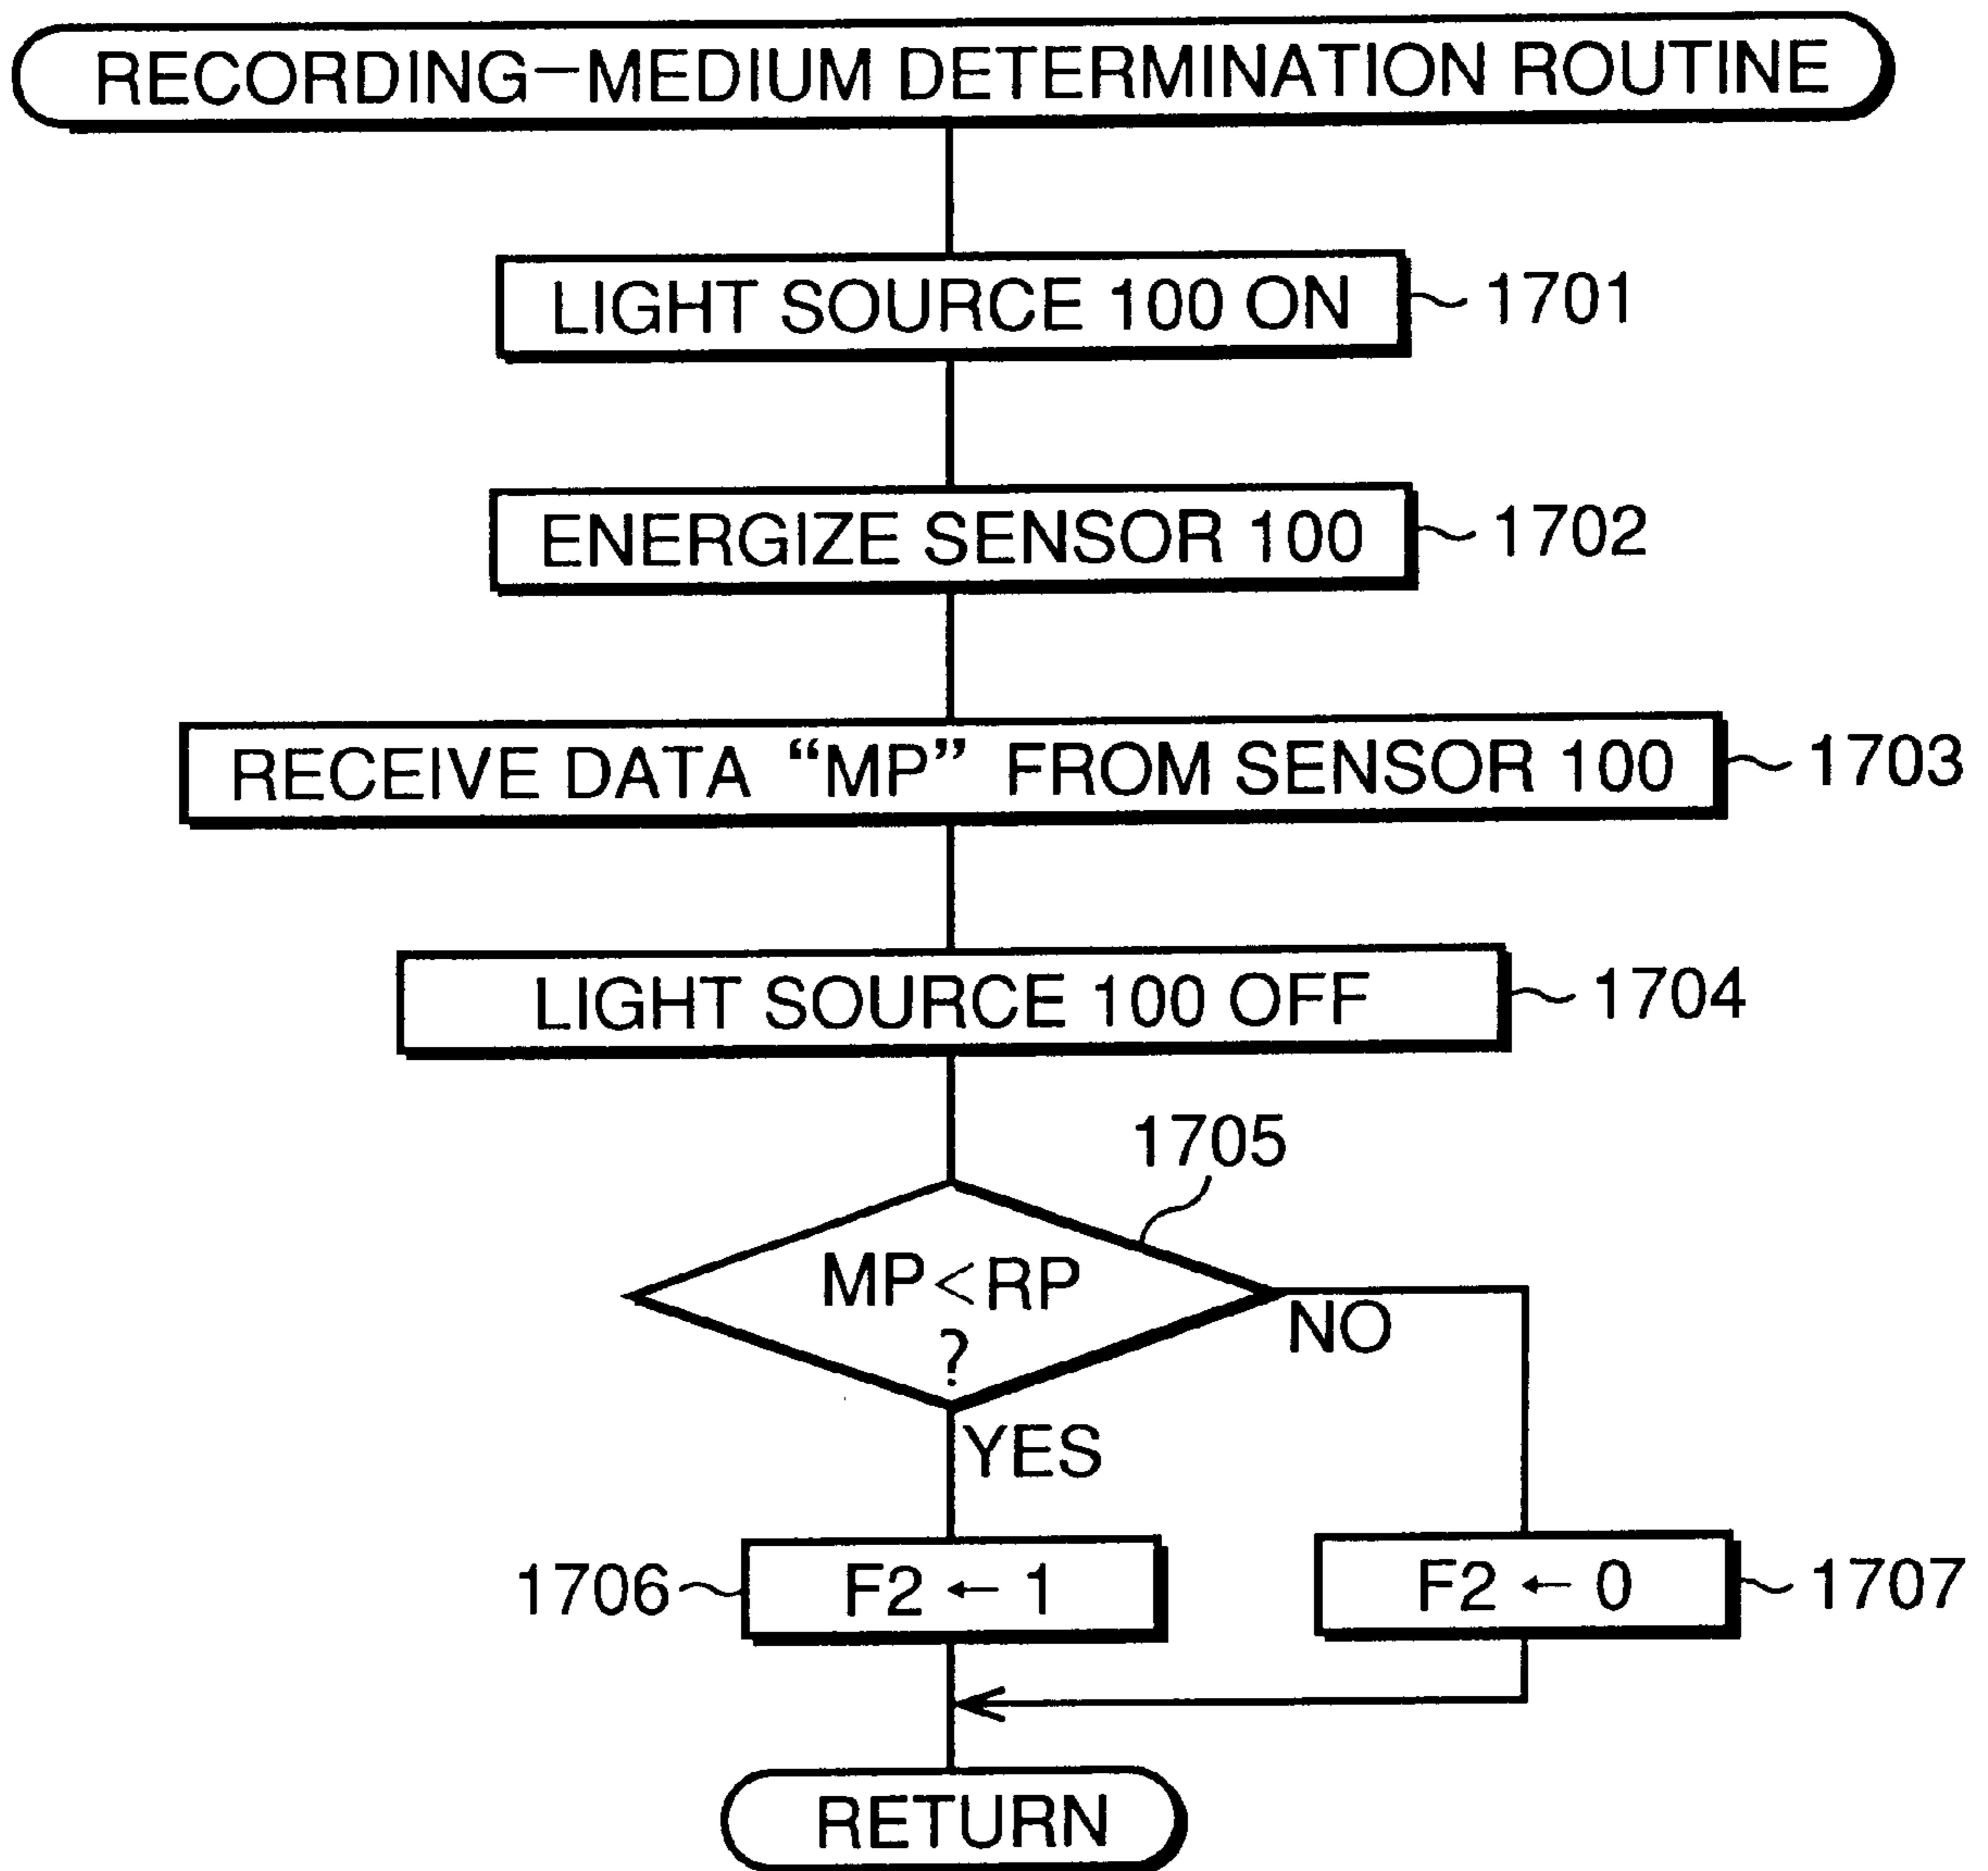 RECORDING—MEDIUM DETERMINATION ROUTINE
LIGHT SOURCE 100 ON
1701
ENERGIZE SENSOR 100
1702
RECEIVE DATA “MP” FROM SENSOR 100
1703
LIGHT SOURCE 100 OFF
1704
1705
MP<RP
?
NO
YES
1706
F2 ← 1
F2 ← 0
1707
RETURN